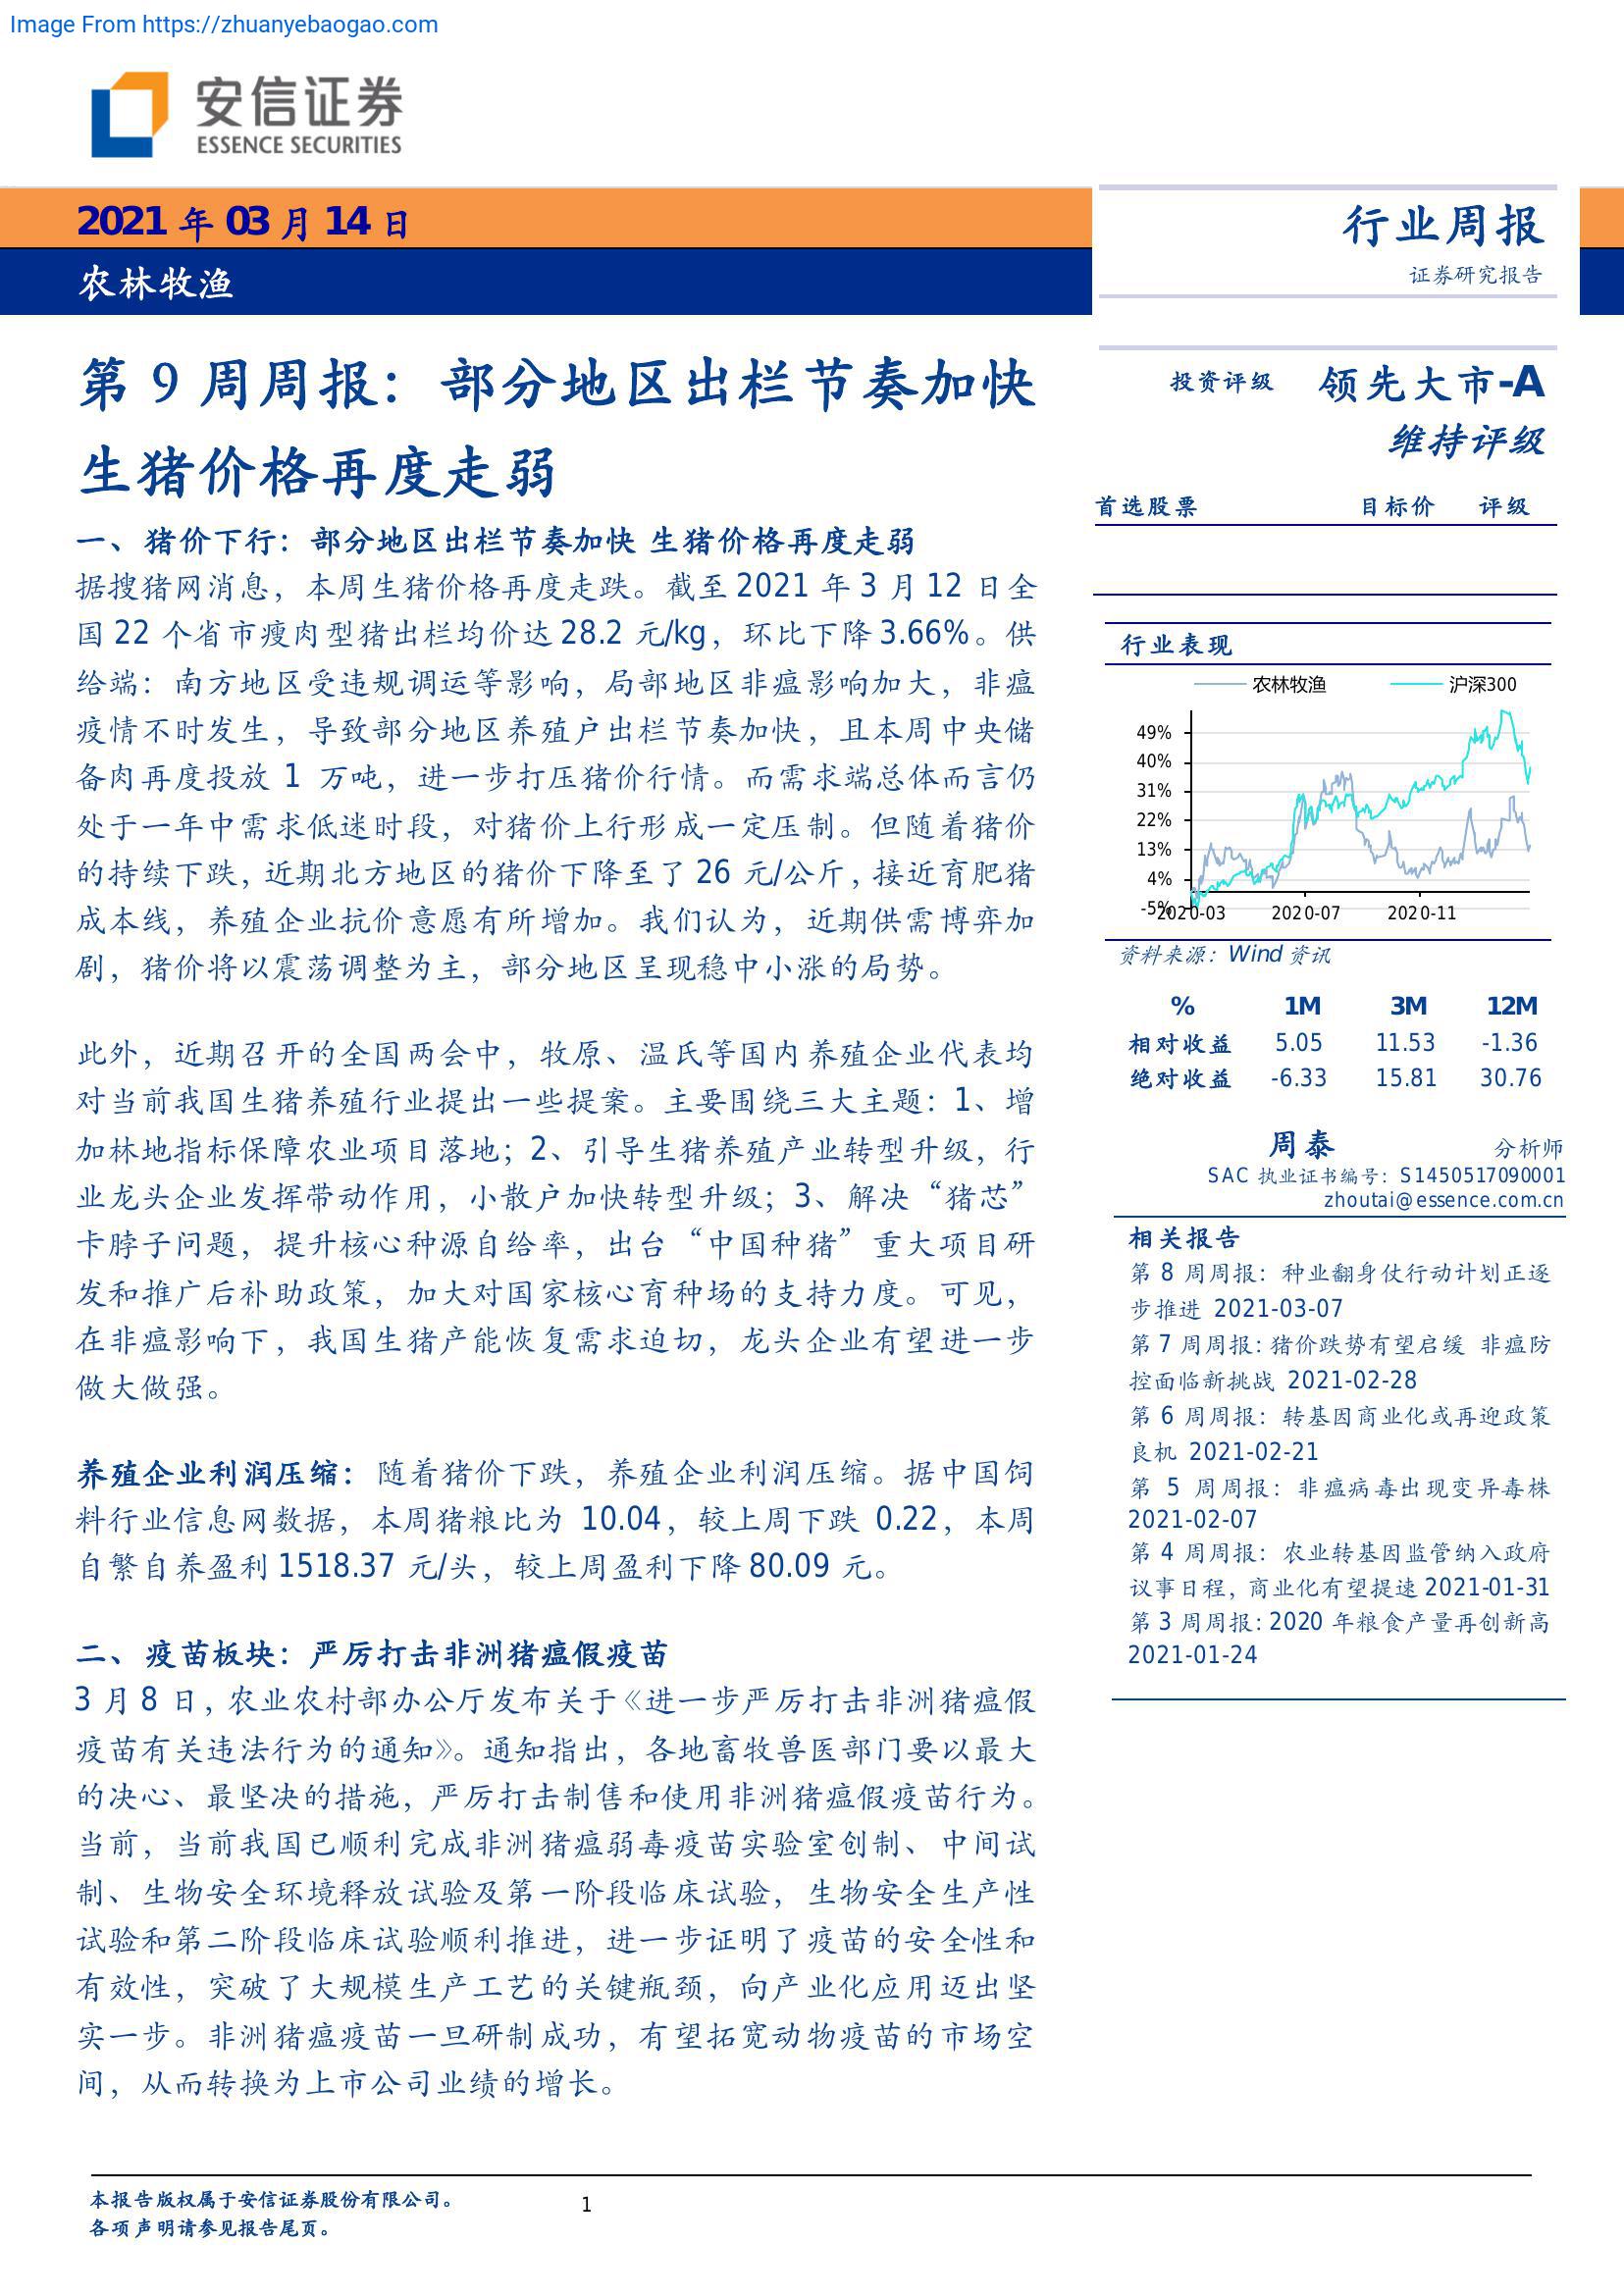 Image From https://zhuanyebaogao.com
安信证券
ESSENCE SECURITIES
2021 年 03 月 14 日
农林牧渔
行业周报
证券研究报告
第 9 周周报：部分地区出栏节奏加快
生猪价格再度走弱
一、猪价下行：部分地区出栏节奏加快 生猪价格再度走弱
据搜猪网消息，本周生猪价格再度走跌。截至 2021 年 3 月 12 日全
国 22 个省市瘦肉型猪出栏均价达 28.2 元/kg，环比下降 3.66%。供
给端：南方地区受违规调运等影响，局部地区非瘟影响加大，非瘟
疫情不时发生，导致部分地区养殖户出栏节奏加快，且本周中央储
备肉再度投放 1 万吨，进一步打压猪价行情。而需求端总体而言仍
处于一年中需求低迷时段，对猪价上行形成一定压制。但随着猪价
的持续下跌，近期北方地区的猪价下降至了 26 元/公斤，接近育肥猪
成本线，养殖企业抗价意愿有所增加。我们认为，近期供需博弈加
剧，猪价将以震荡调整为主，部分地区呈现稳中小涨的局势。
此外，近期召开的全国两会中，牧原、温氏等国内养殖企业代表均
对当前我国生猪养殖行业提出一些提案。主要围绕三大主题：1、增
加林地指标保障农业项目落地；2、引导生猪养殖产业转型升级，行
业龙头企业发挥带动作用，小散户加快转型升级；3、解决“猪芯”
卡脖子问题，提升核心种源自给率，出台“中国种猪”重大项目研
发和推广后补助政策，加大对国家核心育种场的支持力度。可见，
在非瘟影响下，我国生猪产能恢复需求迫切，龙头企业有望进一步
做大做强。
养殖企业利润压缩：随着猪价下跌，养殖企业利润压缩。据中国饲
料行业信息网数据，本周猪粮比为 10.04，较上周下跌 0.22，本周
自繁自养盈利 1518.37 元/头，较上周盈利下降 80.09 元。
二、疫苗板块：严厉打击非洲猪瘟假疫苗
3 月 8 日，农业农村部办公厅发布关于《进一步严厉打击非洲猪瘟假
疫苗有关违法行为的通知》。通知指出，各地畜牧兽医部门要以最大
的决心、最坚决的措施，严厉打击制售和使用非洲猪瘟假疫苗行为。
当前，当前我国已顺利完成非洲猪瘟弱毒疫苗实验室创制、中间试
制、生物安全环境释放试验及第一阶段临床试验，生物安全生产性
试验和第二阶段临床试验顺利推进，进一步证明了疫苗的安全性和
有效性，突破了大规模生产工艺的关键瓶颈，向产业化应用迈出坚
实一步。非洲猪瘟疫苗一旦研制成功，有望拓宽动物疫苗的市场空
间，从而转换为上市公司业绩的增长。
投资评级 领先大市-A
维持评级
首选股票 目标价 评级
行业表现
农林牧渔 沪深300
49%
40%
31%
22%
13%
4%
-5%
2020-03 2020-07 2020-11
资料来源：Wind 资讯
% 1M 3M 12M
相对收益 5.05 11.53 -1.36
绝对收益 -6.33 15.81 30.76
周泰 分析师
SAC 执业证书编号：S1450517090001
zhoutai@essence.com.cn
相关报告
第 8 周周报：种业翻身仗行动计划正逐
步推进 2021-03-07
第 7 周周报：猪价跌势有望启缓 非瘟防
控面临新挑战 2021-02-28
第 6 周周报：转基因商业化或再迎政策
良机 2021-02-21
第 5 周周报：非瘟病毒出现变异毒株
2021-02-07
第 4 周周报：农业转基因监管纳入政府
议事日程，商业化有望提速 2021-01-31
第 3 周周报：2020 年粮食产量再创新高
2021-01-24
本报告版权属于安信证券股份有限公司。
各项声明请参见报告尾页。
1